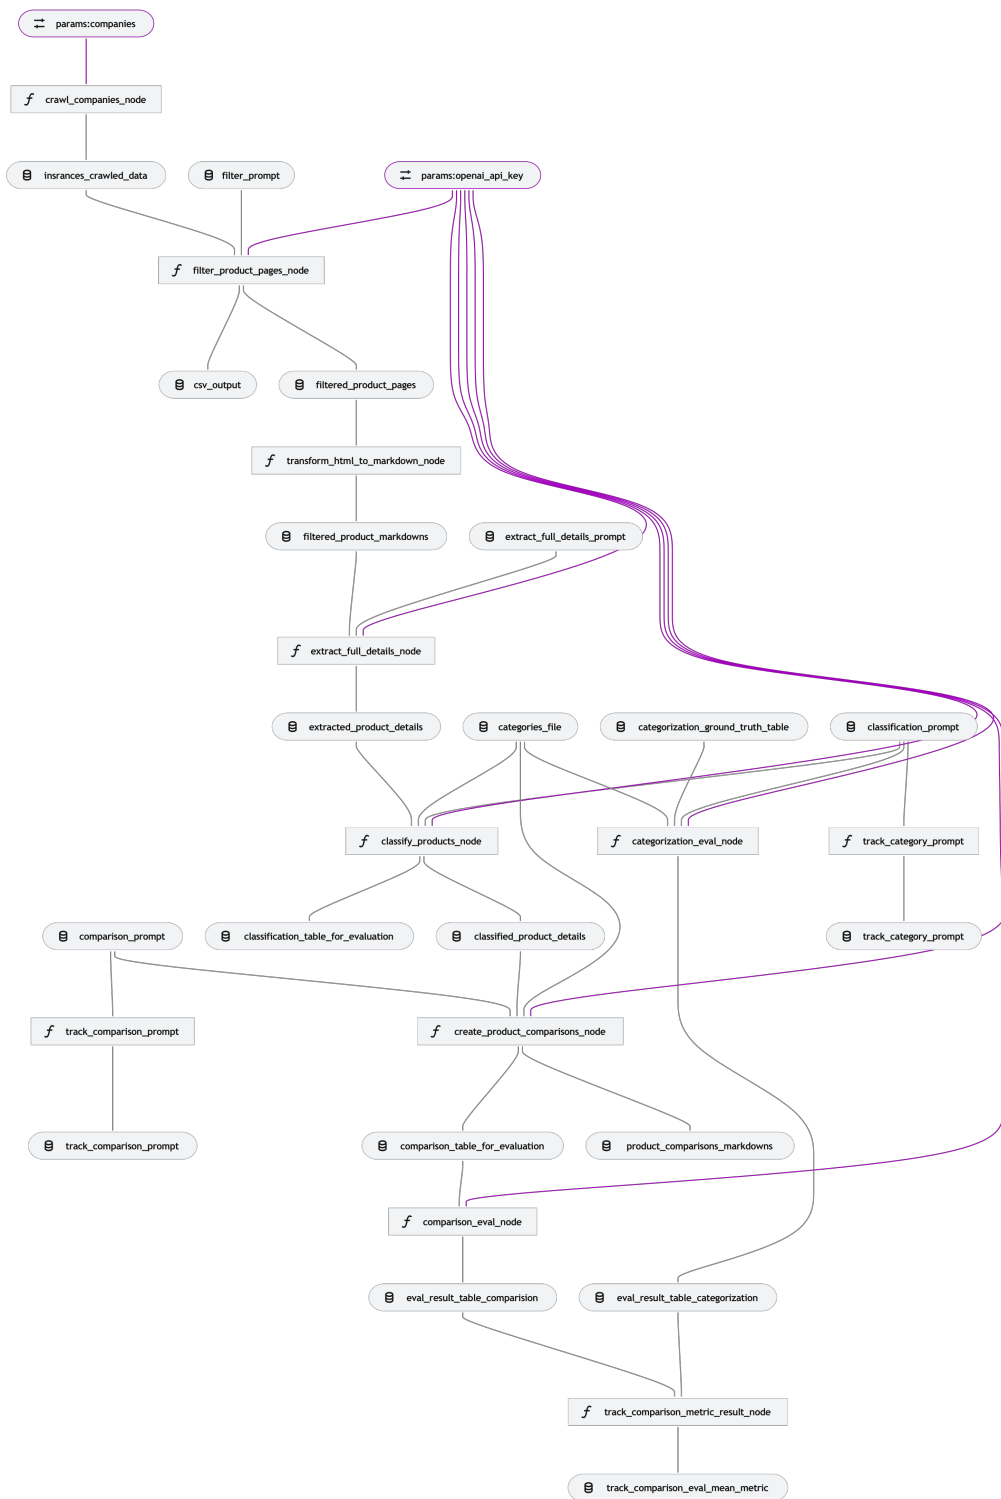 params:companies
crawl_companies_node
insrances_crawled_data
filter_prompt
params:openai_api_key
filter_product_pages_node
csv_output
filtered_product_pages
transform_html_to_markdown_node
filtered_product_markdowns
extract_full_details_prompt
extract_full_details_node
extracted_product_details
categories_file
categorization_ground_truth_table
classification_prompt
classify_products_node
categorization_eval_node
track_category_prompt
comparison_prompt
classification_table_for_evaluation
classified_product_details
track_category_prompt
track_comparison_prompt
create_product_comparisons_node
track_comparison_prompt
comparison_table_for_evaluation
product_comparisons_markdowns
comparison_eval_node
eval_result_table_comparision
eval_result_table_categorization
track_comparison_metric_result_node
track_comparison_eval_mean_metric